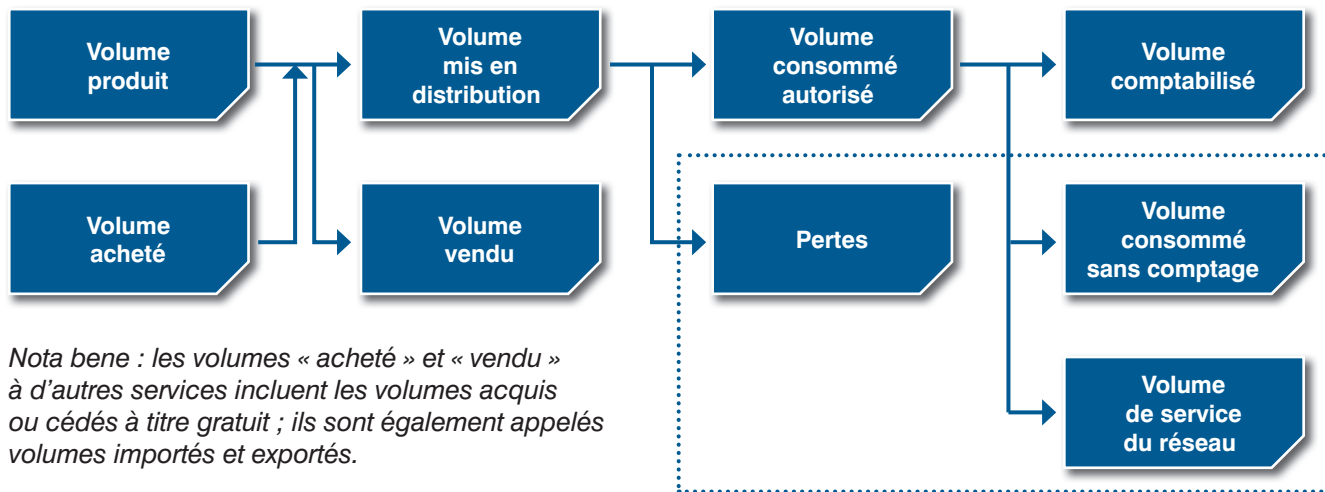 Volume
produit
Volume
mis en
distribution
Volume
consommé
autorisé
Volume
comptabilisé
Volume
acheté
Volume
vendu
Pertes
Volume
consommé
sans comptage
Nota bene : les volumes « acheté » et « vendu »
à d’autres services incluent les volumes acquis
ou cédés à titre gratuit ; ils sont également appelés
volumes importés et exportés.
Volume
de service
du réseau